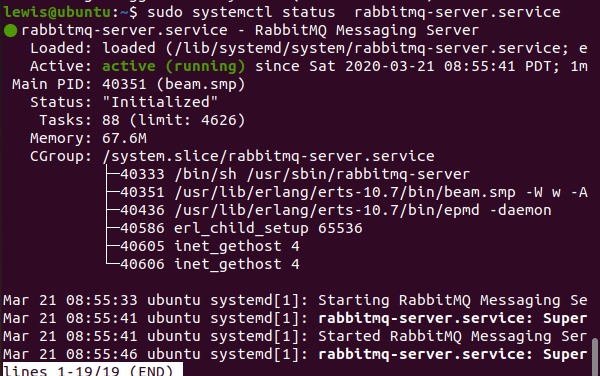 lewis@ubuntu:~$ sudo systemctl status  rabbitmq-server.service
● rabbitmq-server.service - RabbitMQ Messaging Server
   Loaded: loaded (/lib/systemd/system/rabbitmq-server.service; e
   Active: active (running) since Sat 2020-03-21 08:55:41 PDT; 1m
 Main PID: 40351 (beam.smp)
   Status: "Initialized"
    Tasks: 88 (limit: 4626)
   Memory: 67.6M
   CGroup: /system.slice/rabbitmq-server.service
           ├─40333 /bin/sh /usr/sbin/rabbitmq-server
           ├─40351 /usr/lib/erlang/erts-10.7/bin/beam.smp -W w -A
           ├─40436 /usr/lib/erlang/erts-10.7/bin/epmd -daemon
           ├─40586 erl_child_setup 65536
           ├─40605 inet_gethost 4
           └─40606 inet_gethost 4

Mar 21 08:55:33 ubuntu systemd[1]: Starting RabbitMQ Messaging Se
Mar 21 08:55:41 ubuntu systemd[1]: rabbitmq-server.service: Super
Mar 21 08:55:41 ubuntu systemd[1]: Started RabbitMQ Messaging Ser
Mar 21 08:55:46 ubuntu systemd[1]: rabbitmq-server.service: Super
lines 1-19/19 (END)